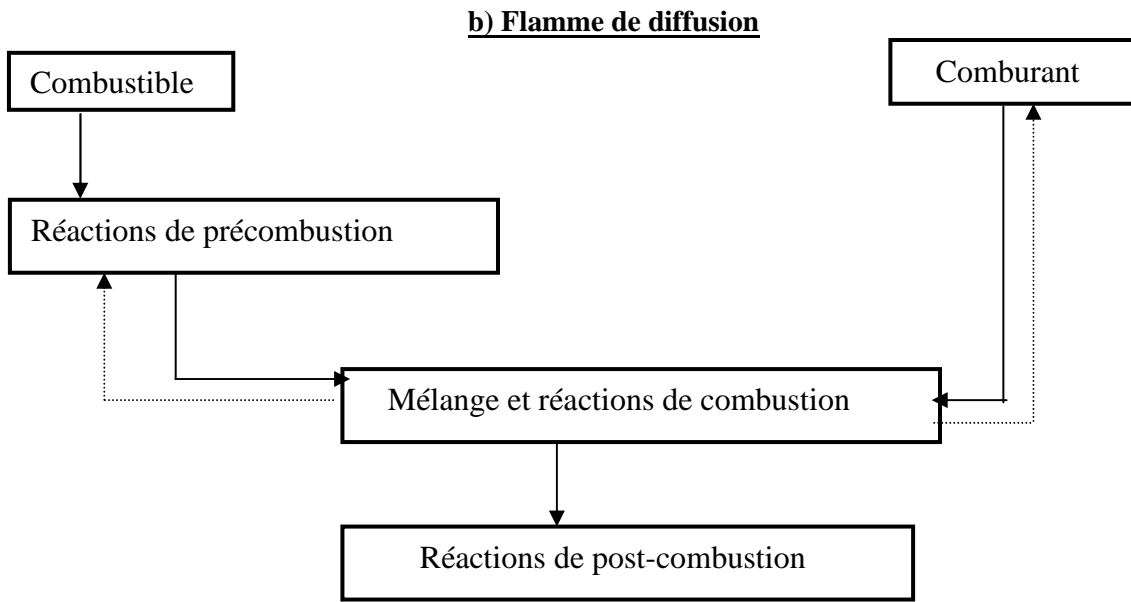 b) Flamme de diffusion
Combustible
Comburant
Réactions de précombustion
Mélange et réactions de combustion
Réactions de post-combustion